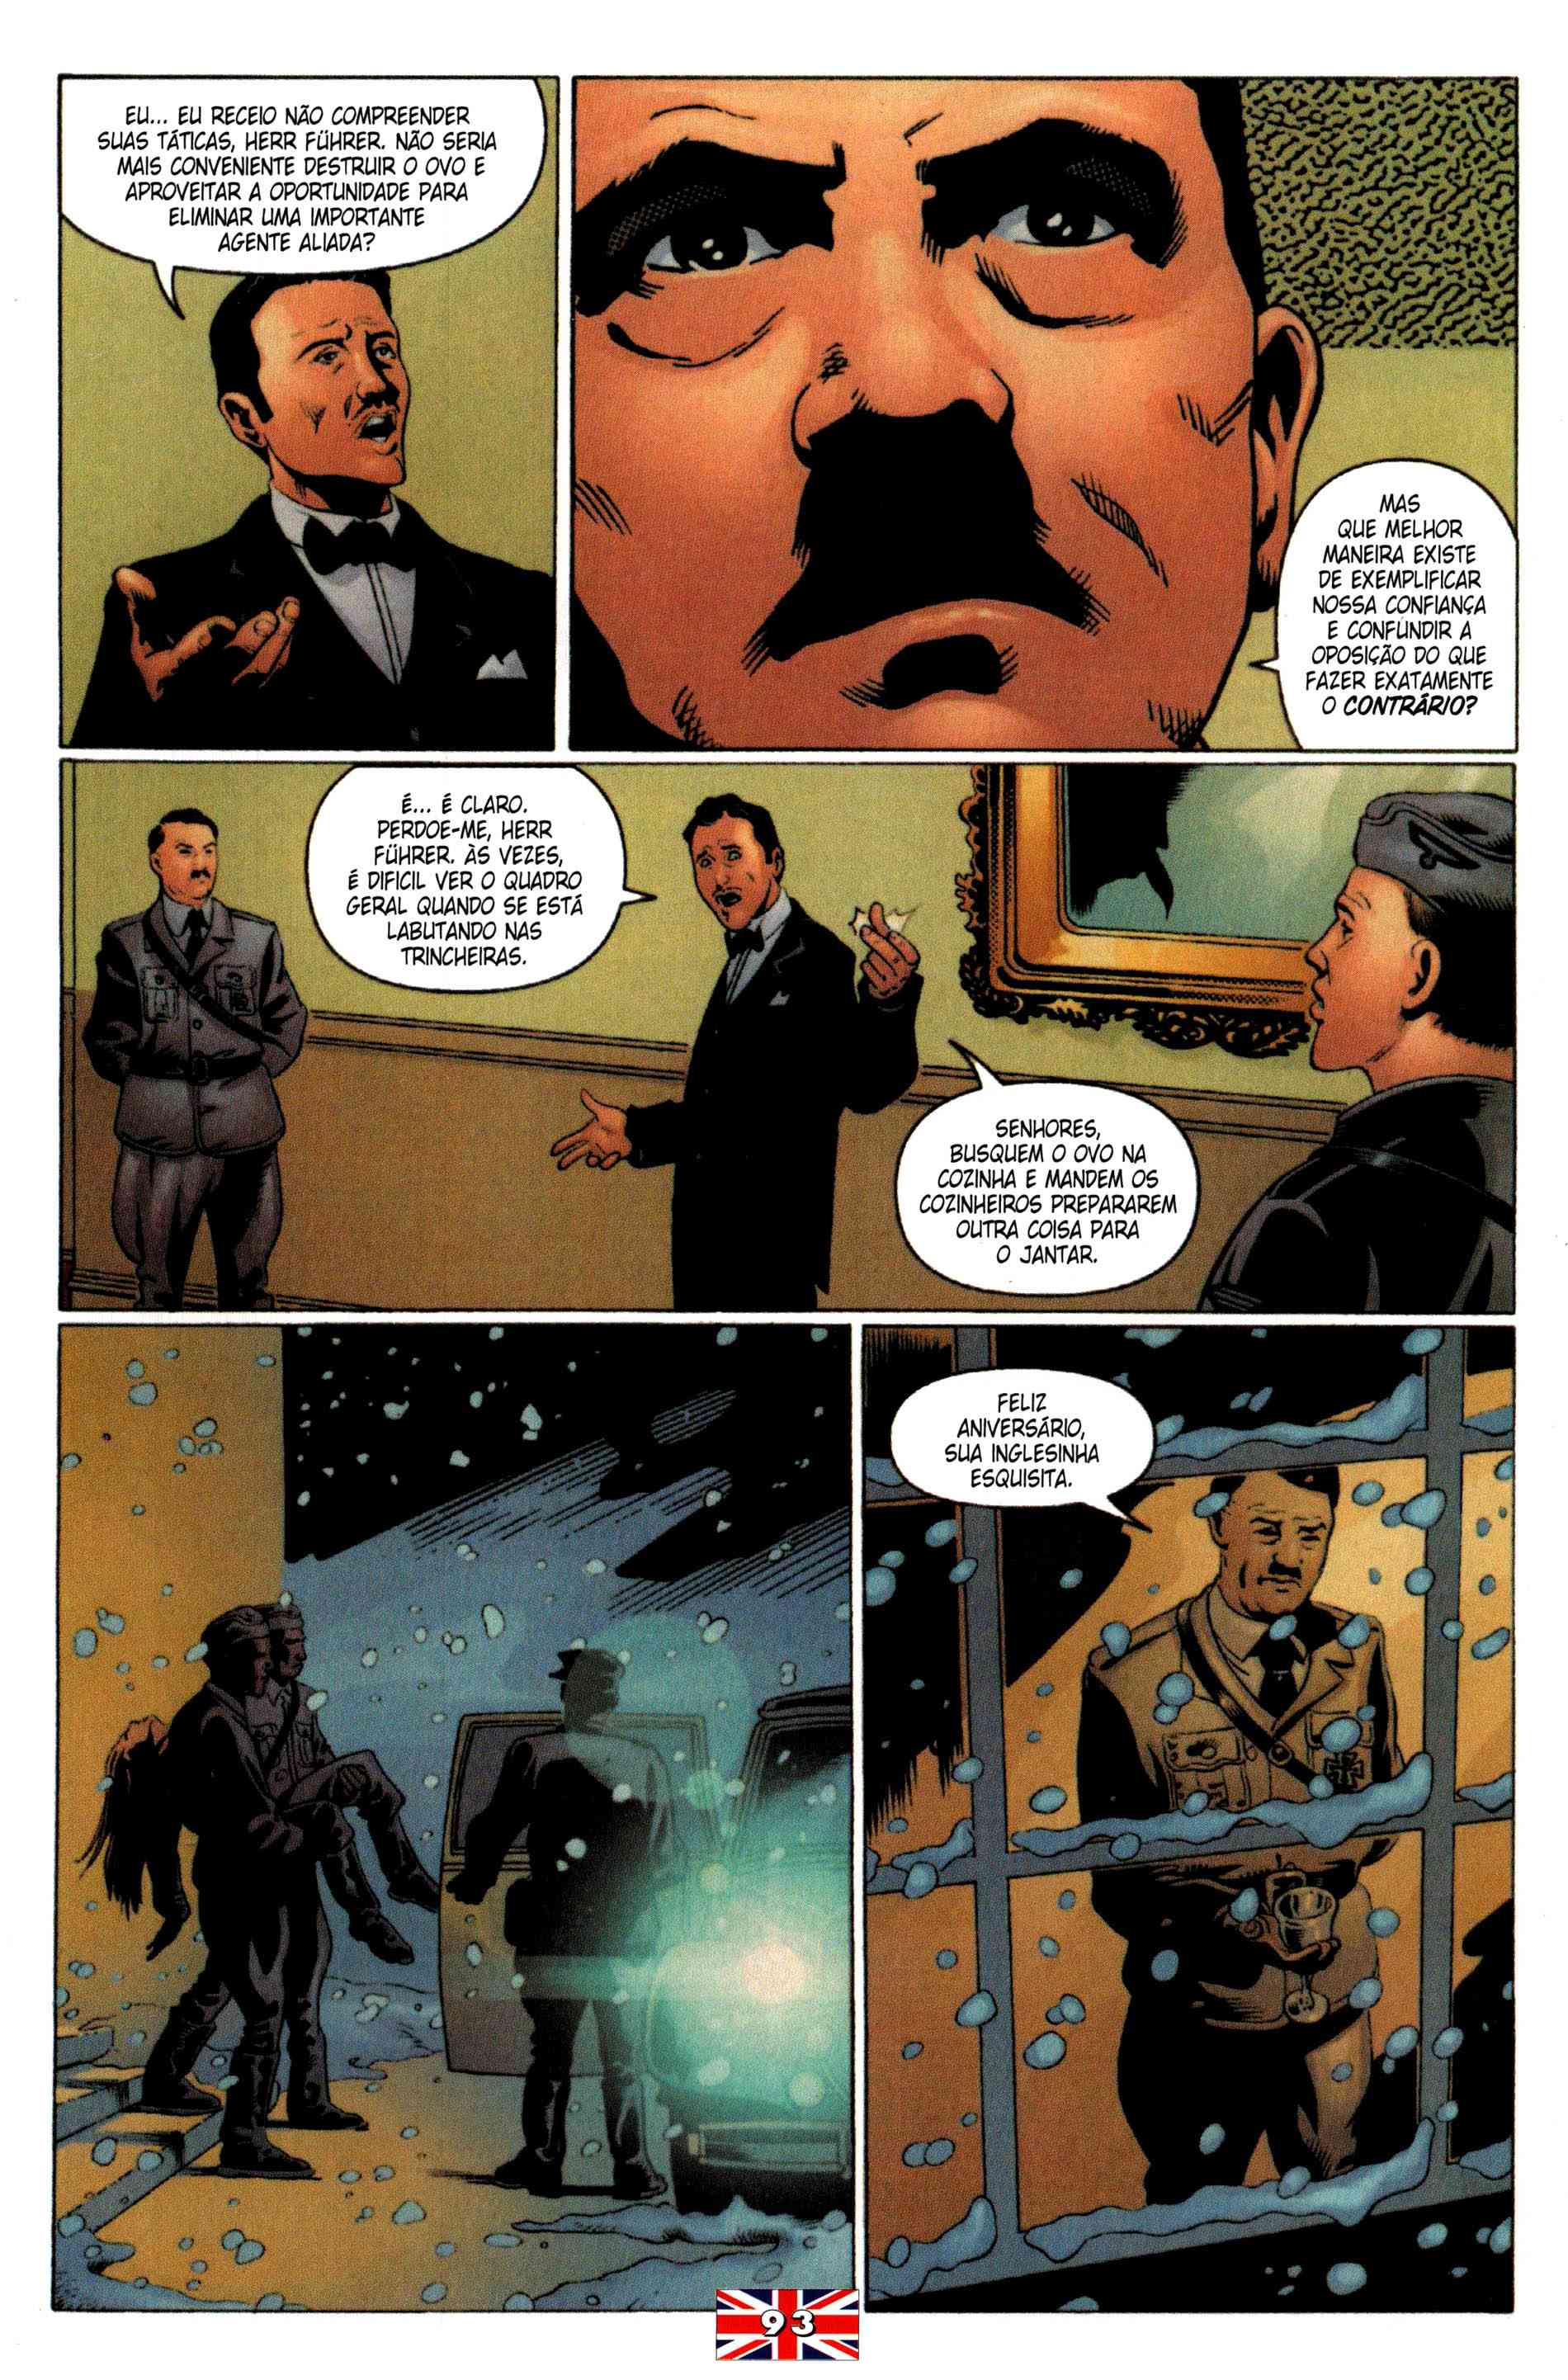 EU... EU RECEIO NÃO COMPREENDER
SUAS TÁTICAS, HERR FÜHRER. NÃO SERIA
MAIS CONVENIENTE DESTRUIR O OVO E
APROVEITAR A OPORTUNIDADE PARA
ELIMINAR UMA IMPORTANTE
AGENTE ALIADA?
MAS
QUE MELHOR
MANEIRA EXISTE
DE EXEMPLIFICAR
NOSSA CONFIANÇA
E CONFUNDIR A
OPOSIÇÃO DO QUE
FAZER EXATAMENTE
O CONTRÁRIO?
É... É CLARO.
PERDOE-ME, HERR
FÜHRER. ÀS VEZES,
É DIFICIL VER O QUADRO
GERAL QUANDO SE ESTÁ
LABUTANDO NAS
TRINCHEIRAS.
SENHORES,
BUSQUEM O OVO NA
COZINHA E MANDEM OS
COZINHEIROS PREPARAREM
OUTRA COISA PARA
O JANTAR.
FELIZ
ANIVERSÁRIO,
SUA INGLESINHA
ESQUISITA.
93